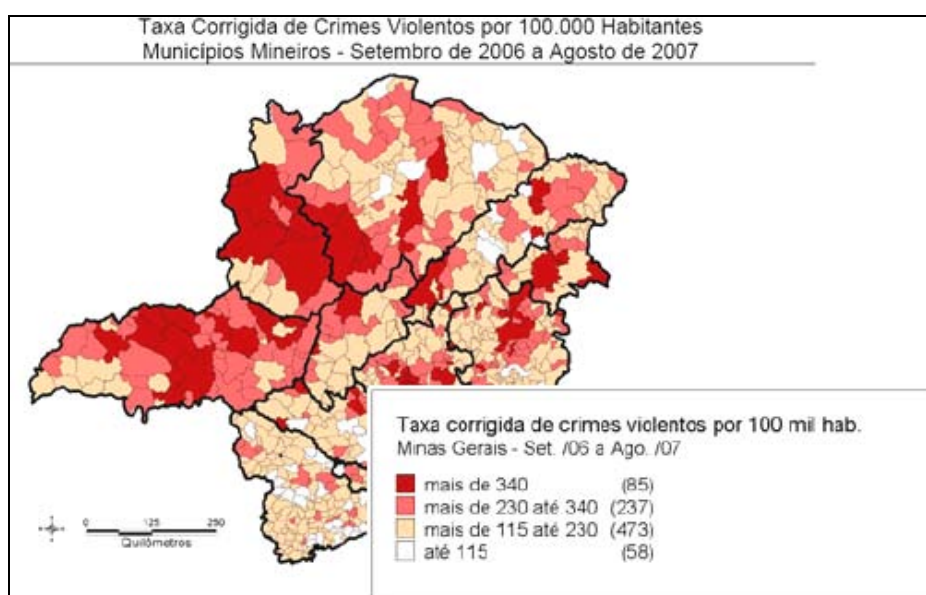 Taxa Corrigida de Crimes Violentos por 100.000 Habitantes
Municípios Mineiros - Setembro de 2006 a Agosto de 2007
Taxa corrigida de crimes violentos por 100 mil hab.
Minas Gerais - Set. /06 a Ago. /07
mais de 340 (85)
mais de 230 até 340 (237)
mais de 115 até 230 (473)
até 115 (58)
0 125 250
Quilômetros